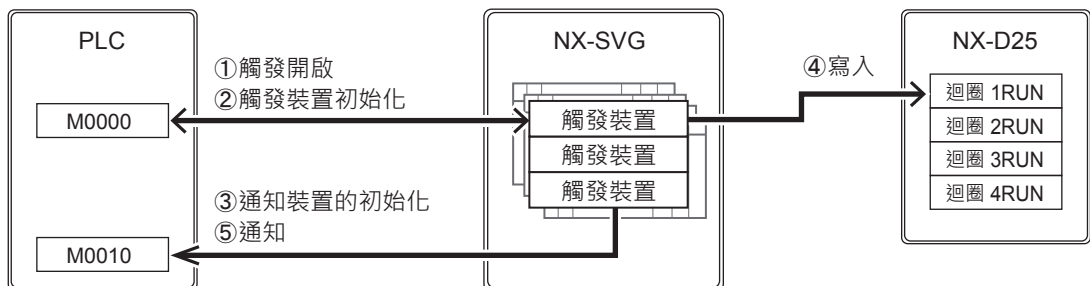 PLC
M0000
M0010
①觸發開啟
②觸發裝置初始化
③通知裝置的初始化
⑤通知
NX-SVG
觸發裝置
觸發裝置
觸發裝置
④寫入
NX-D25
迴圈 1RUN
迴圈 2RUN
迴圈 3RUN
迴圈 4RUN